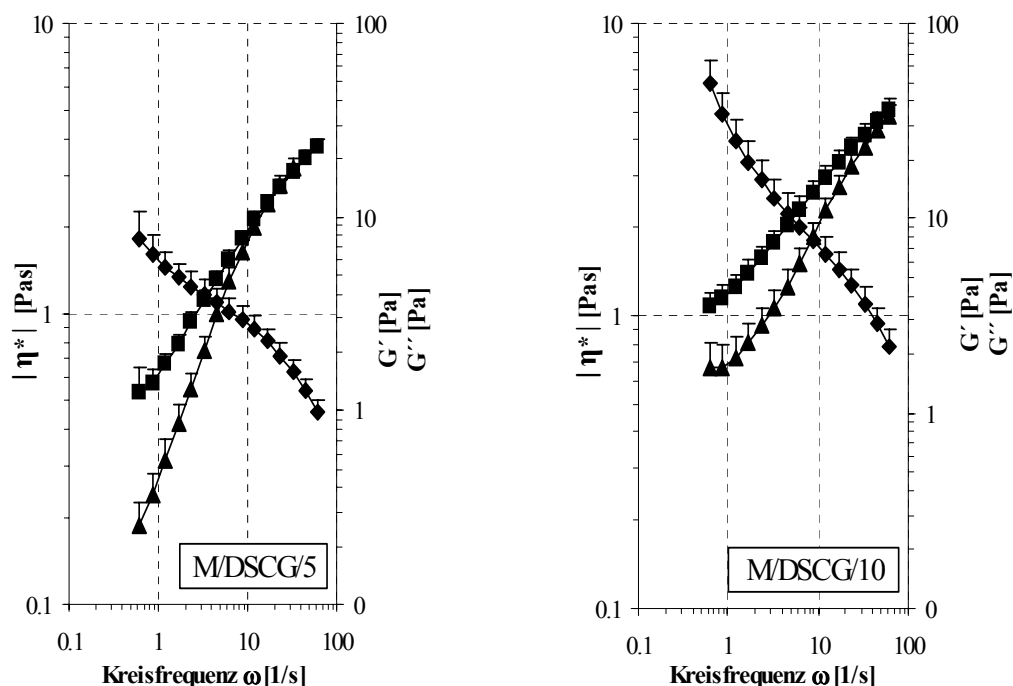 10
1
0.1
| η* | [Pas]
100
10
1
0
G´ [Pa]
G´´ [Pa]
M/DSCG/5
0.1 1 10 100
Kreisfrequenz ω [1/s]
10
1
0.1
| η* | [Pas]
100
10
1
0
G´ [Pa]
G´´ [Pa]
M/DSCG/10
0.1 1 10 100
Kreisfrequenz ω [1/s]